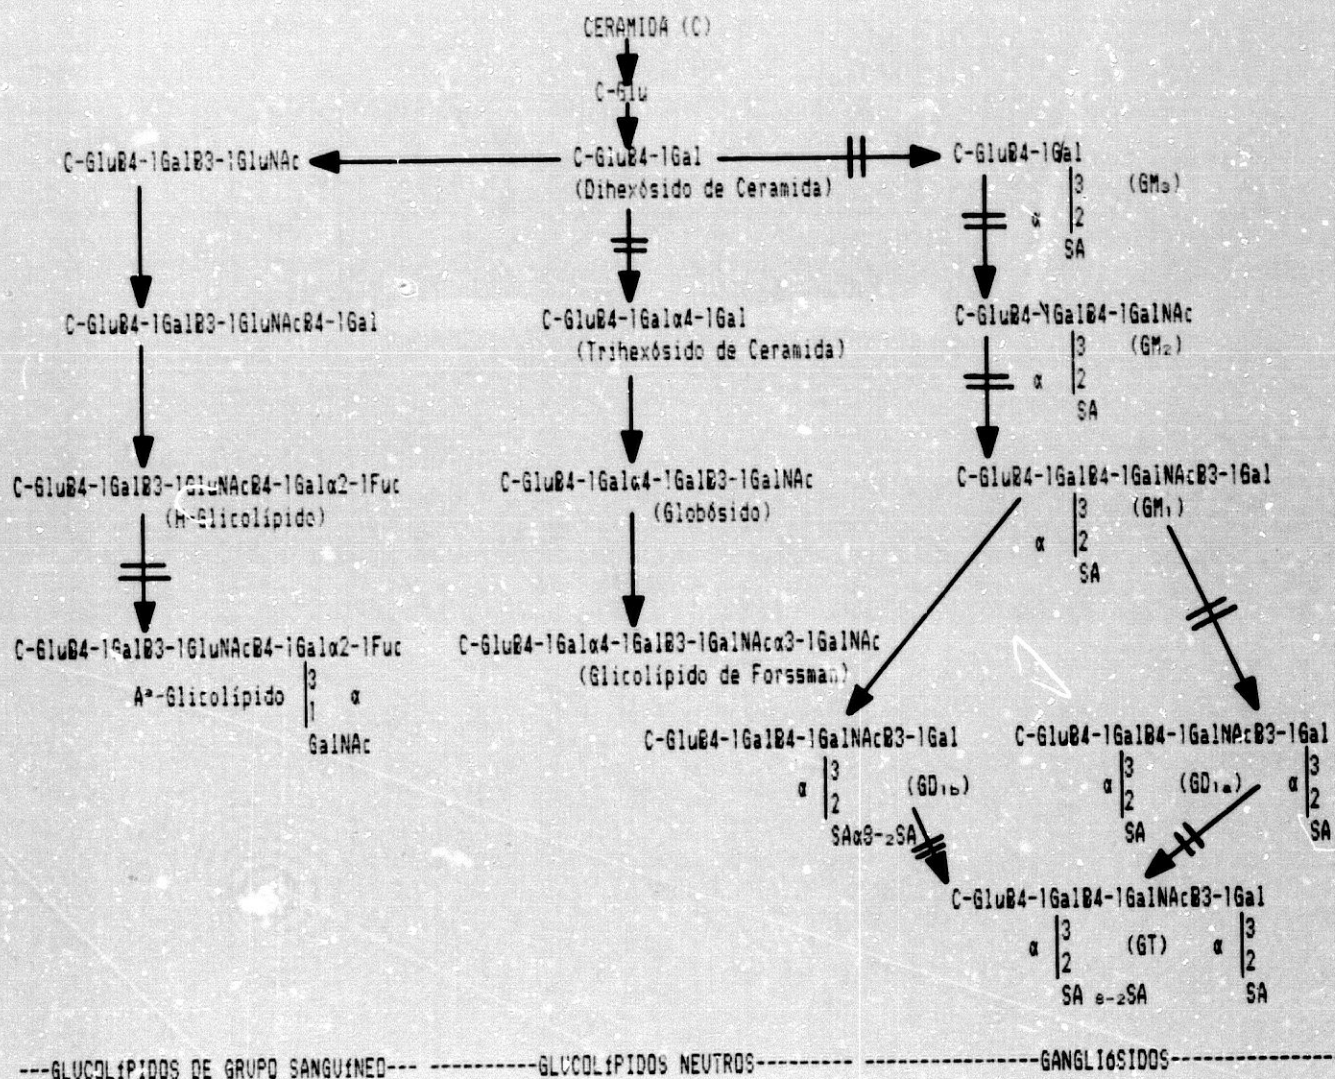 CERAMIDA (C)
C-Glu
C-GluB4-1GalB3-1GluNAc
C-GluB4-1Gal
(Dihexósido de Ceramida)
C-GluB4-1Gal
3
(GM₃)
α
2
SA
C-GluB4-1GalB3-1GluNAcB4-1Gal
C-GluB4-1Galα4-1Gal
(Trihexósido de Ceramida)
C-GluB4-1GalB4-1GalNAc
3
(GM₂)
α
2
SA
C-GluB4-1GalB3-1GluNAcB4-1Galα2-1Fuc
(H-Glicolípido)
C-GluB4-1Galα4-1GalB3-1GalNAc
(Globósido)
C-GluB4-1GalB4-1GalNAcB3-1Gal
3
(GM₁)
α
2
SA
C-GluB4-1GalB3-1GluNAcB4-1Galα2-1Fuc
Aᵃ-Glicolípido
3
1
α
GalNAc
C-GluB4-1Galα4-1GalB3-1GalNAcα3-1GalNAc
(Glicolípido de Forssman)
C-GluB4-1GalB4-1GalNAcB3-1Gal
α
3
2
(GD₁b)
SAα8-₂SA
C-GluB4-1GalB4-1GalNAcB3-1Gal
α
3
2
SA
(GD₁a)
α
3
2
SA
C-GluB4-1GalB4-1GalNAcB3-1Gal
α
3
2
(GT)
α
3
2
SA ₈-₂SA
SA
---GLUCOLíPIDOS DE GRUPO SANGUíNEO--- ----------GLUCOLíPIDOS NEUTROS--------- ----------------GANGLIóSIDOS---------------